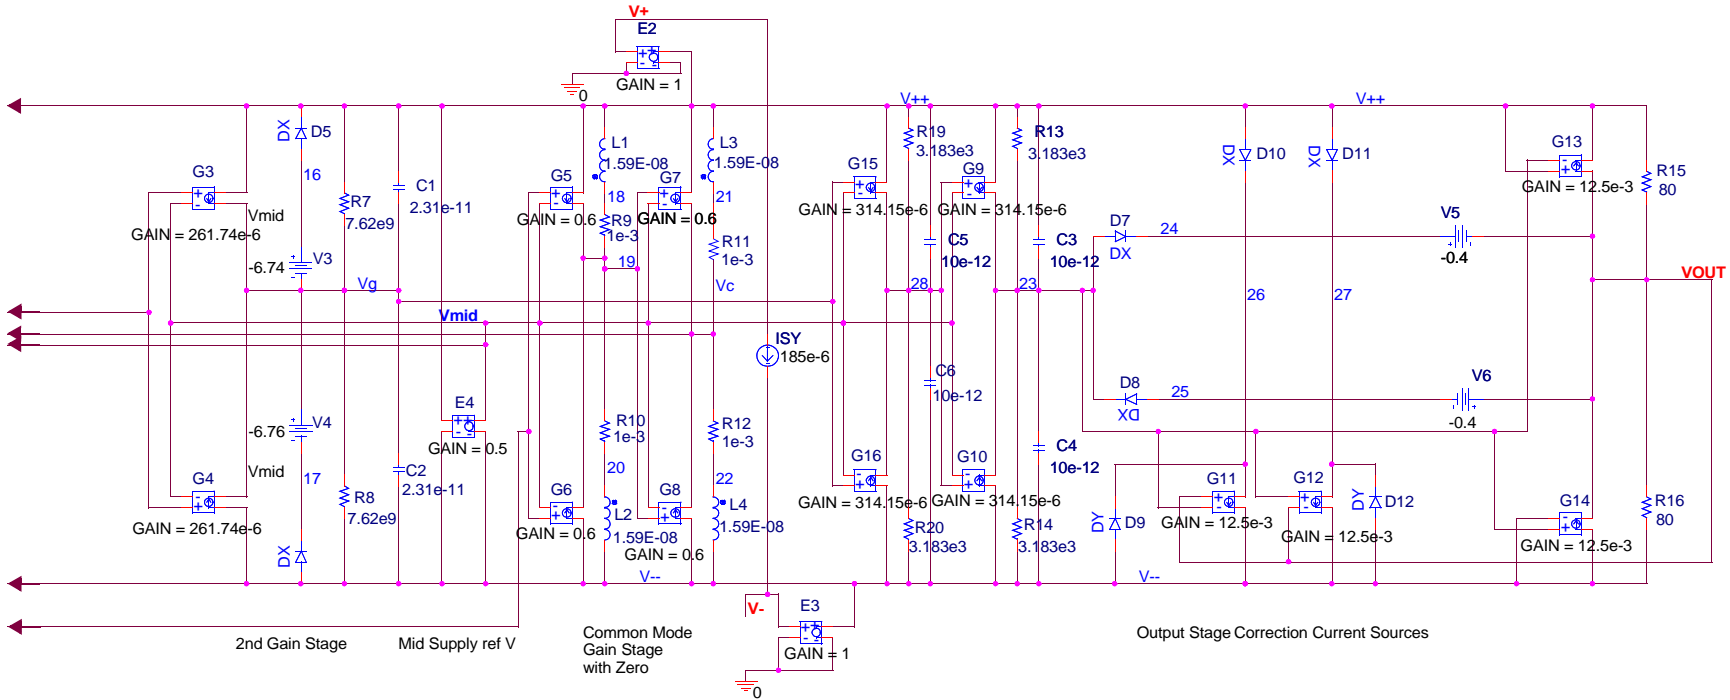 V+
E2
GAIN = 1
0
V++
V++
DX
D5
L1
1.59E-08
L3
1.59E-08
R19
3.183e3
R13
3.183e3
DX
D10
DX
D11
G13
G3
16
C1
2.31e-11
G5
18
G7
21
G15
G9
GAIN = 12.5e-3
R15
80
R7
7.62e9
Vmid
GAIN = 261.74e-6
GAIN = 0.6
R9
1e-3
GAIN = 0.6
GAIN = 314.15e-6
GAIN = 314.15e-6
D7
DX
24
V5
-0.4
V3
-6.74
R11
1e-3
C5
10e-12
C3
10e-12
19
Vg
Vc
28
23
26
27
VOUT
Vmid
ISY
185e-6
C6
10e-12
D8
DX
25
V6
-0.4
V4
-6.76
E4
GAIN = 0.5
R10
1e-3
R12
1e-3
C4
10e-12
Vmid
G4
17
C2
2.31e-11
R8
7.62e9
GAIN = 261.74e-6
G6
20
G8
22
G16
G10
GAIN = 314.15e-6
GAIN = 314.15e-6
G11
G12
D12
DY
G14
R16
80
L2
1.59E-08
L4
1.59E-08
GAIN = 0.6
GAIN = 0.6
R20
3.183e3
R14
3.183e3
DY
D9
GAIN = 12.5e-3
GAIN = 12.5e-3
GAIN = 12.5e-3
DX
V--
V--
V-
E3
GAIN = 1
0
2nd Gain Stage
Mid Supply ref V
Common Mode
Gain Stage
with Zero
Output Stage Correction Current Sources